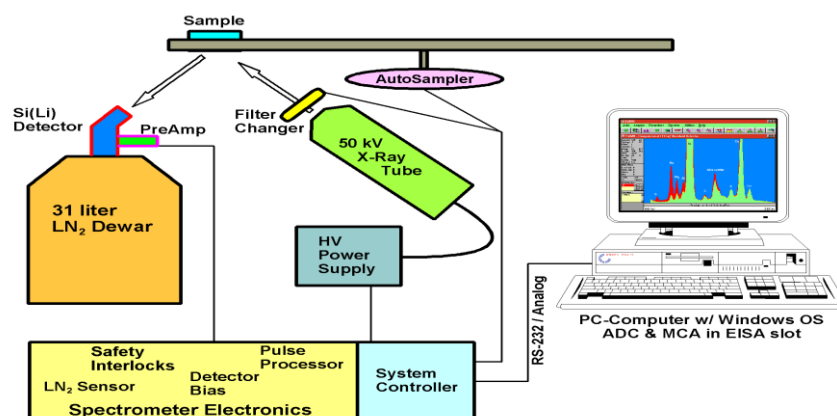 Sample
AutoSampler
Si(Li)
Detector
PreAmp
Filter
Changer
50 kV
X-Ray
Tube
31 liter
LN₂ Dewar
HV
Power
Supply
RS-232 / Analog
PC-Computer w/ Windows OS
ADC & MCA in EISA slot
Safety
Interlocks
Pulse
Processor
LN₂ Sensor
Detector
Bias
Spectrometer Electronics
System
Controller